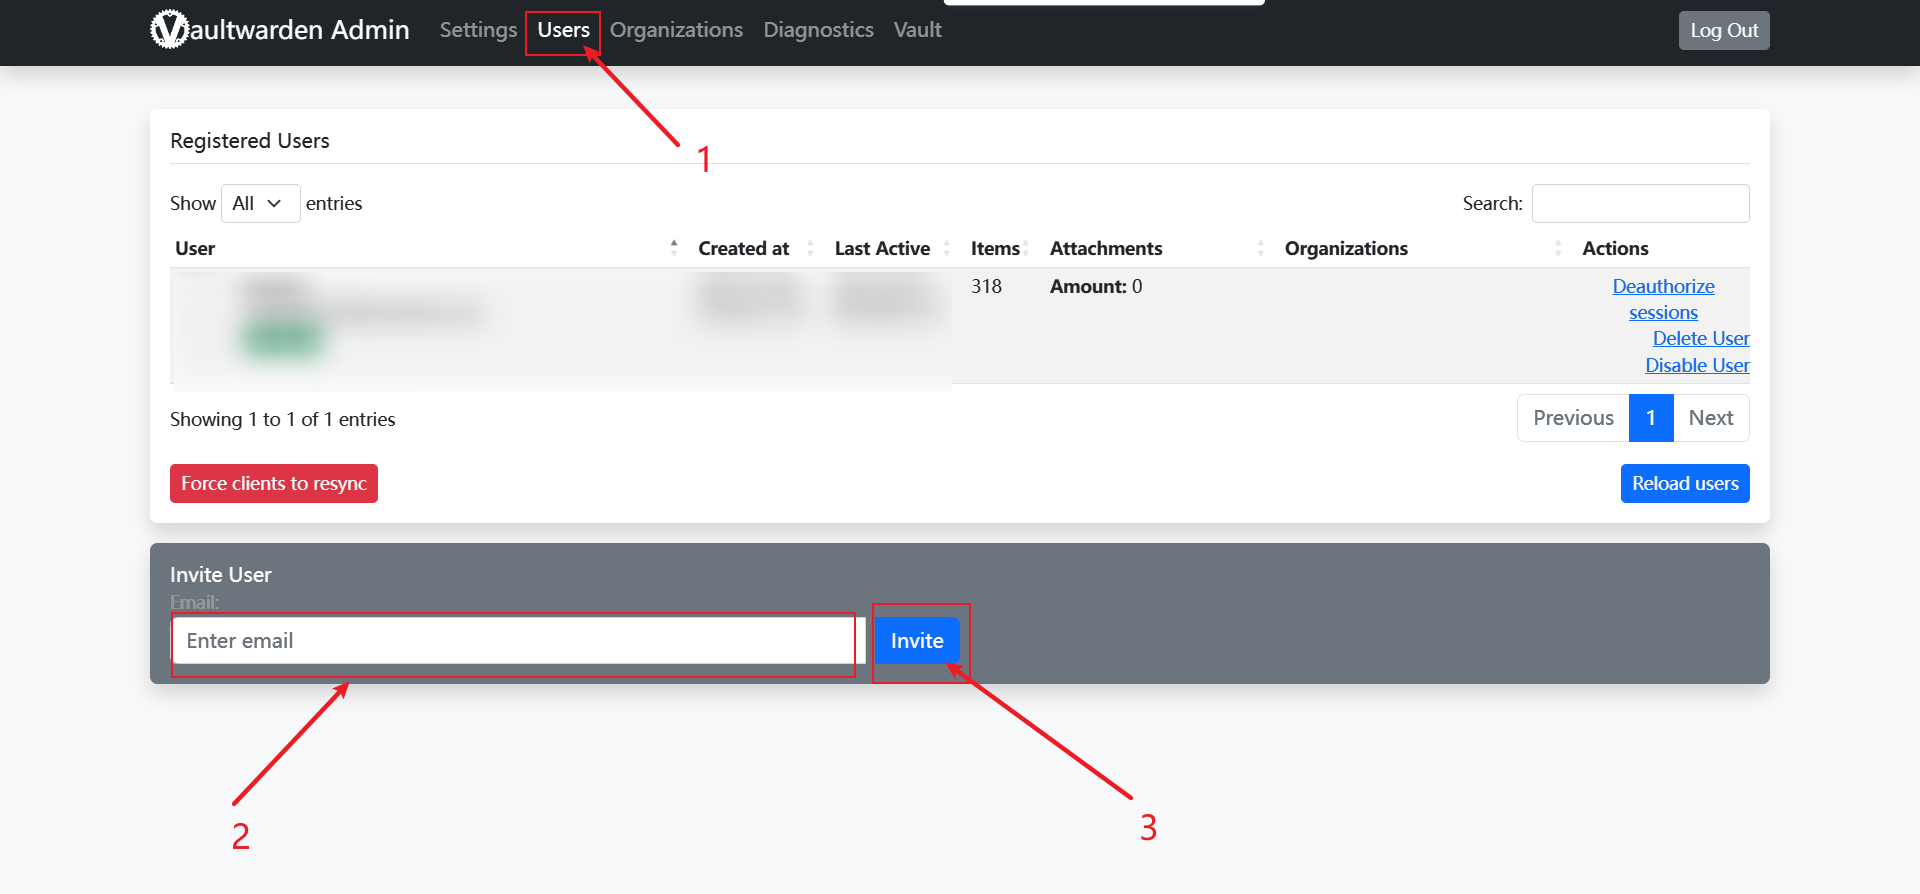 Vaultwarden Admin Settings Users Organizations Diagnostics Vault Log Out
1
Registered Users
Show All entries Search:
User Created at Last Active Items Attachments Organizations Actions
318 Amount: 0 Deauthorize
sessions
Delete User
Disable User
Showing 1 to 1 of 1 entries Previous 1 Next
Force clients to resync Reload users
Invite User
Email:
Enter email Invite
2 3